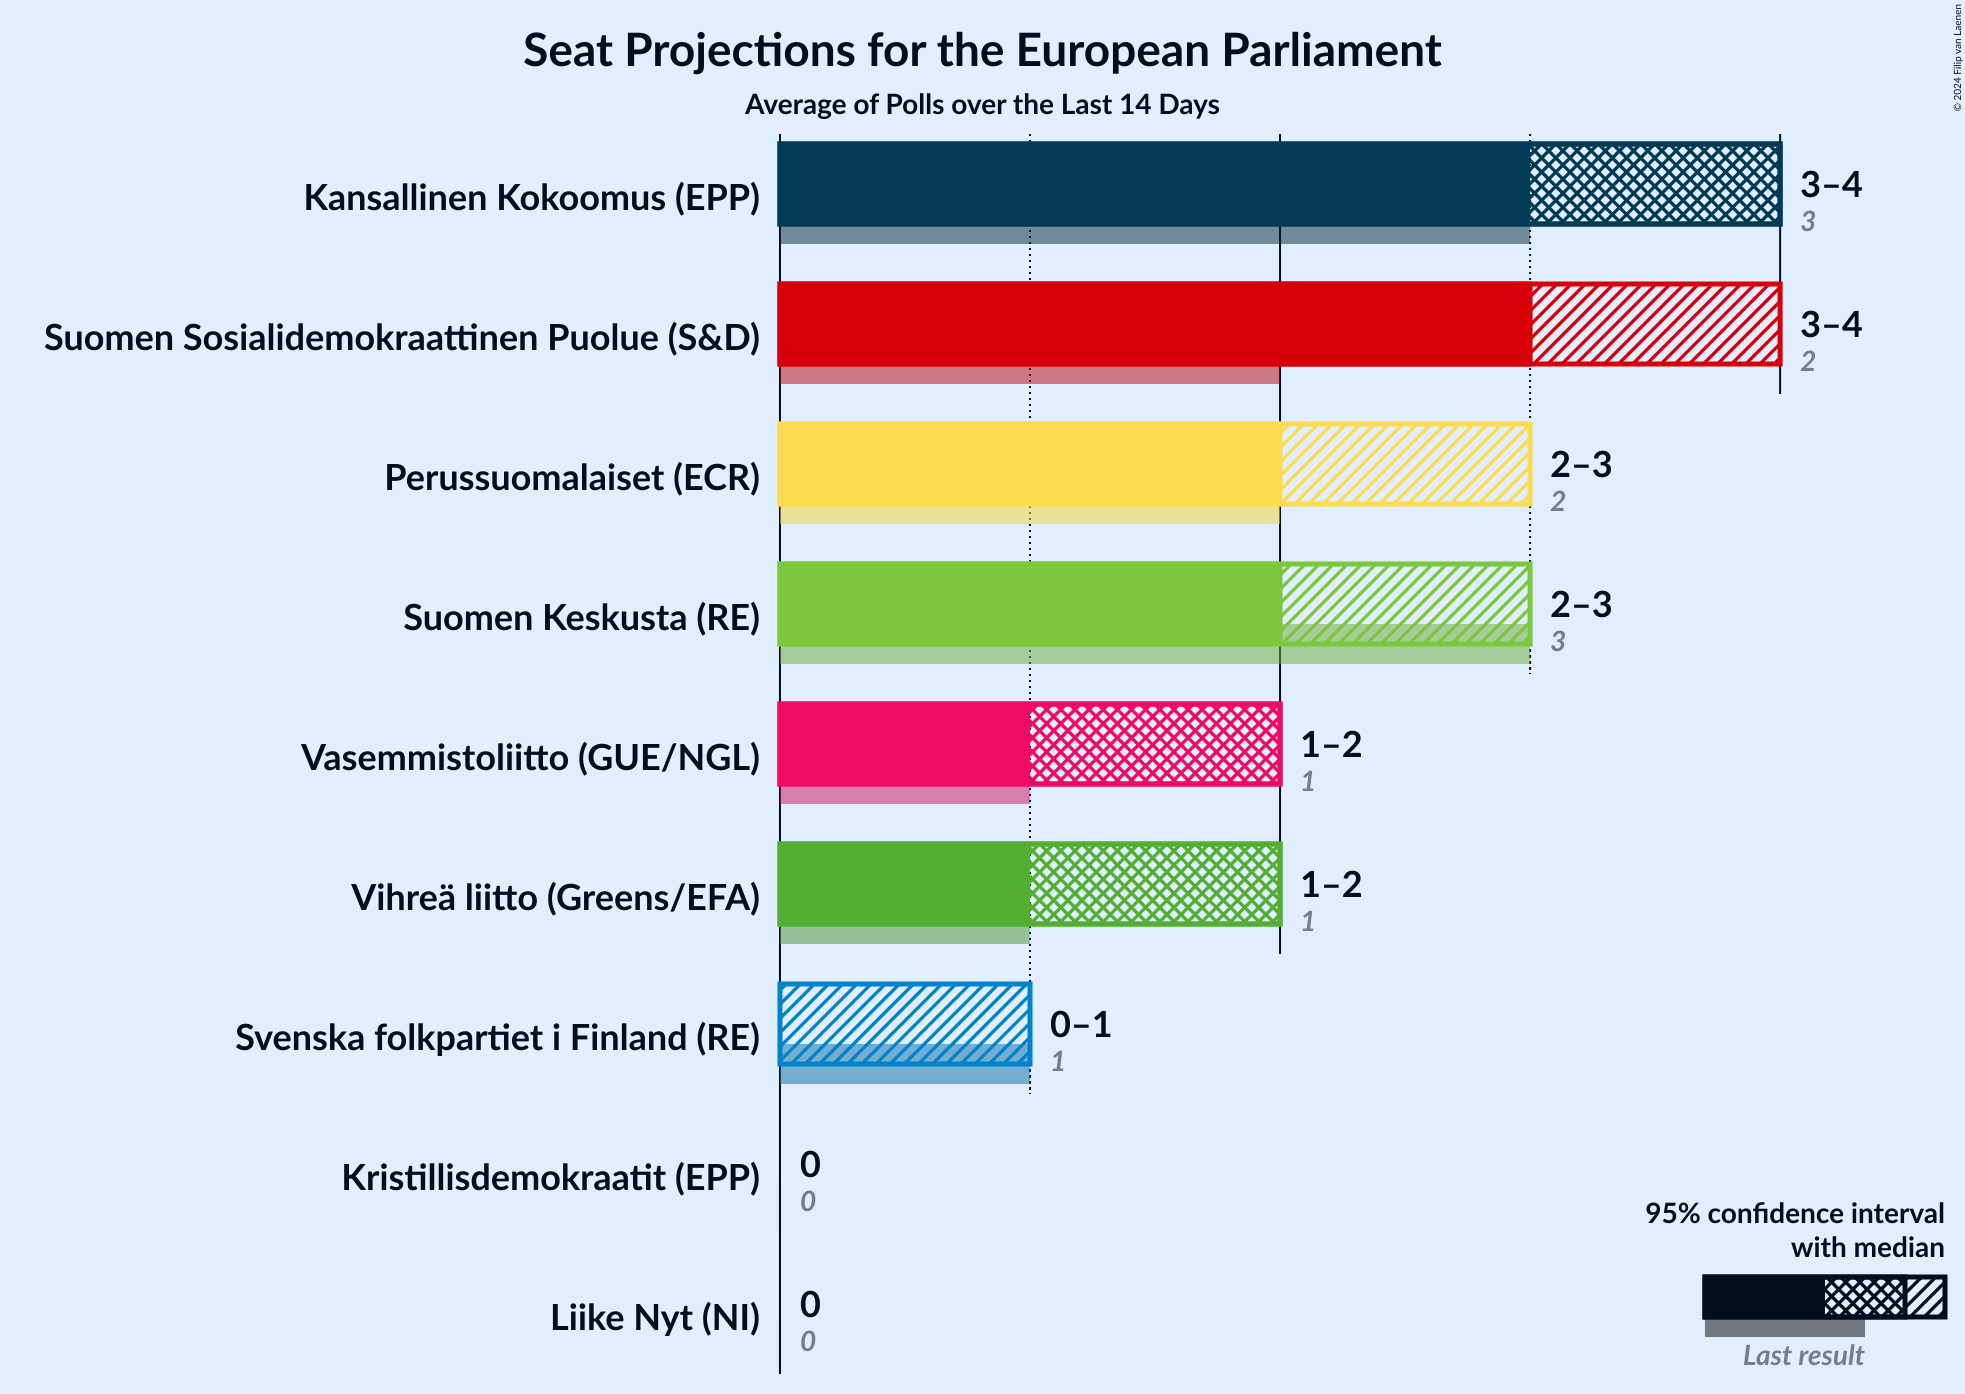 Seat Projections for the European Parliament
Average of Polls over the Last 14 Days
© 2024 Filip van Laenen
Kansallinen Kokoomus (EPP)
3–4
3
Suomen Sosialidemokraattinen Puolue (S&D)
3–4
2
Perussuomalaiset (ECR)
2–3
2
Suomen Keskusta (RE)
2–3
3
Vasemmistoliitto (GUE/NGL)
1–2
1
Vihreä liitto (Greens/EFA)
1–2
1
Svenska folkpartiet i Finland (RE)
0–1
1
Kristillisdemokraatit (EPP)
0
0
Liike Nyt (NI)
0
0
95% confidence interval
with median
Last result